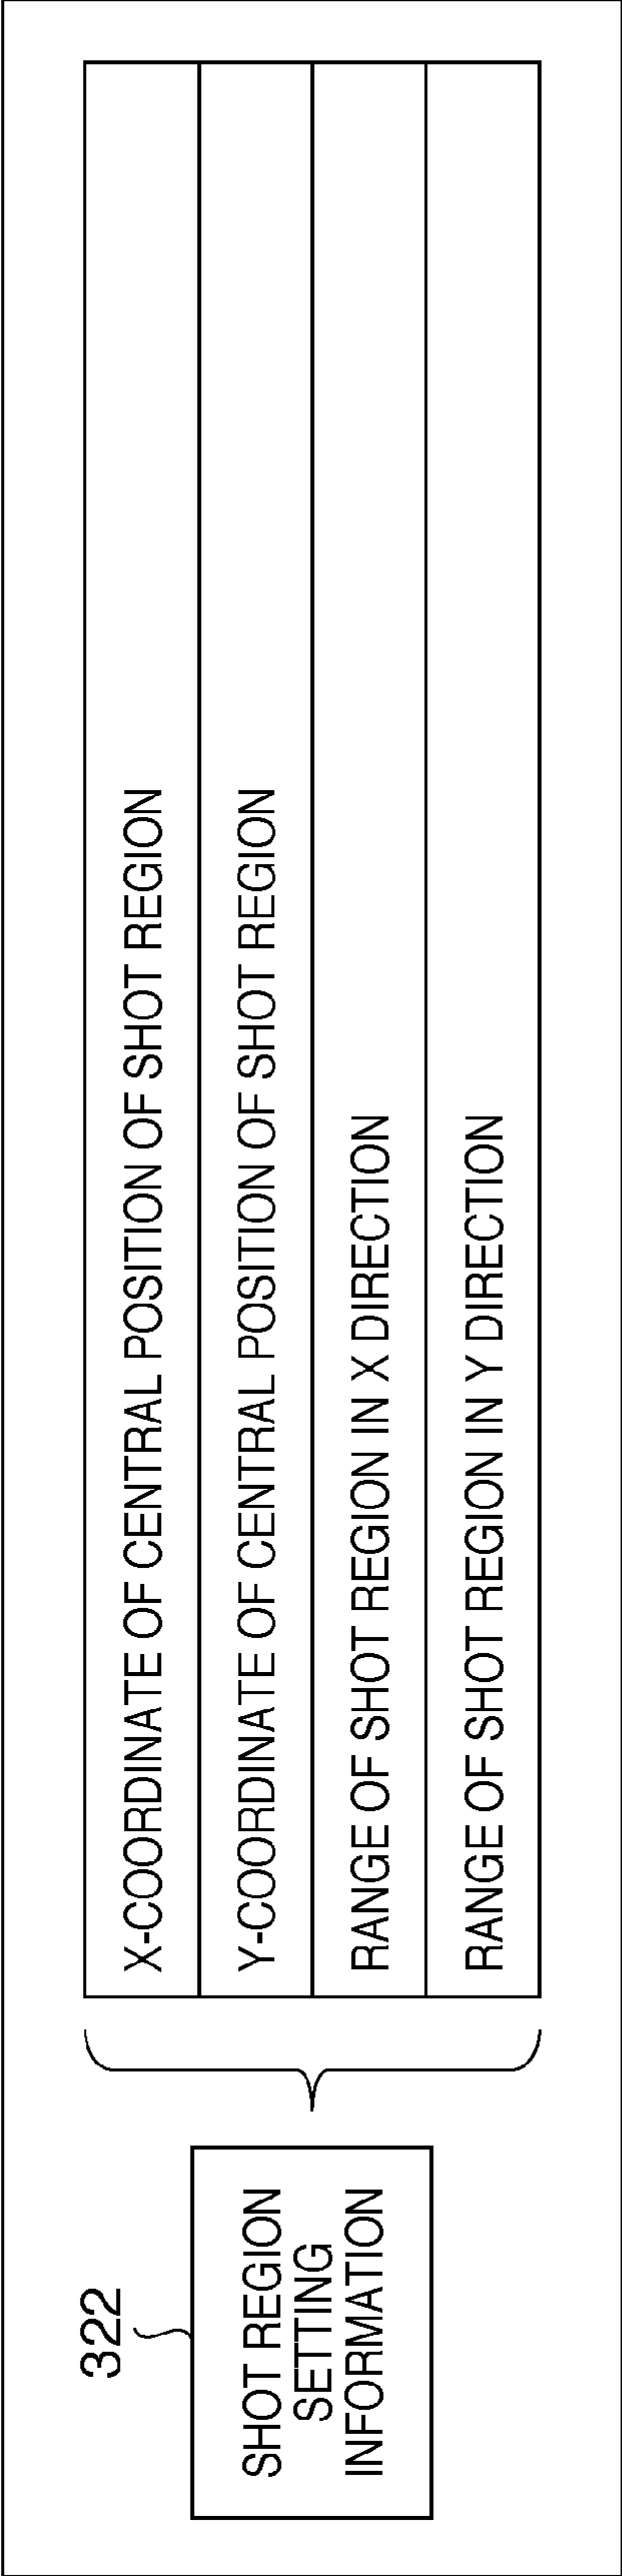 322
SHOT REGION
SETTING
INFORMATION
X-COORDINATE OF CENTRAL POSITION OF SHOT REGION
Y-COORDINATE OF CENTRAL POSITION OF SHOT REGION
RANGE OF SHOT REGION IN X DIRECTION
RANGE OF SHOT REGION IN Y DIRECTION